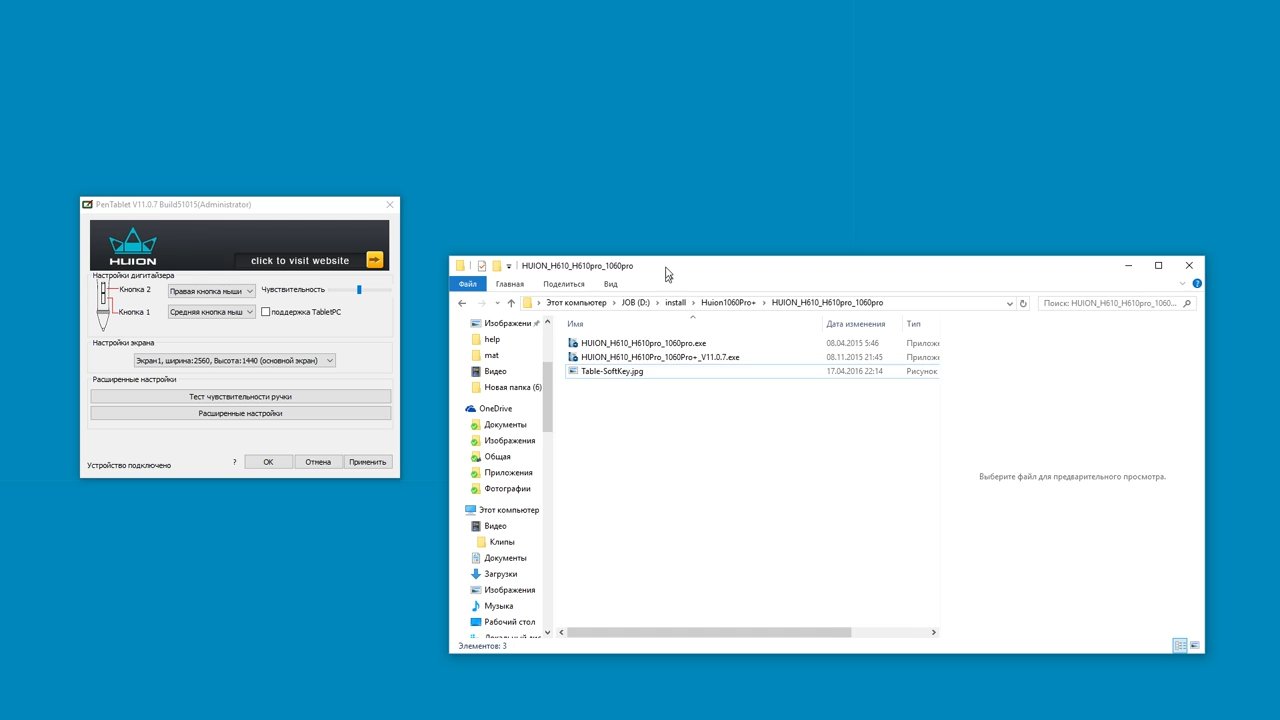 PenTablet V11.0.7 Build51015(Administrator)
HUION
click to visit website
Настройки дигитайзера
Кнопка 2
Правая кнопка мыши
Чувствительность
Кнопка 1
Средняя кнопка мыш
поддержка TabletPC
Настройки экрана
Экран1, ширина:2560, Высота:1440 (основной экран)
Расширенные настройки
Тест чувствительности ручки
Расширенные настройки
Устройство подключено
?
OK
Отмена
Применить
HUION_H610_H610pro_1060pro
Файл
Главная
Поделиться
Вид
Этот компьютер > JOB (D:) > install > Huion1060Pro+ > HUION_H610_H610pro_1060pro
Поиск: HUION_H610_H610pro_1060...
Изображени
help
mat
Видео
Новая папка (6)
OneDrive
Документы
Изображения
Общая
Приложения
Фотографии
Этот компьютер
Видео
Клипы
Документы
Загрузки
Изображения
Музыка
Рабочий стол
Имя
Дата изменения
Тип
HUION_H610_H610pro_1060pro.exe
08.04.2015 5:46
Прилож
HUION_H610_H610Pro_1060Pro+_V11.0.7.exe
08.11.2015 21:45
Прилож
Table-SoftKey.jpg
17.04.2016 22:14
Рисунок
Выберите файл для предварительного просмотра.
Элементов: 3